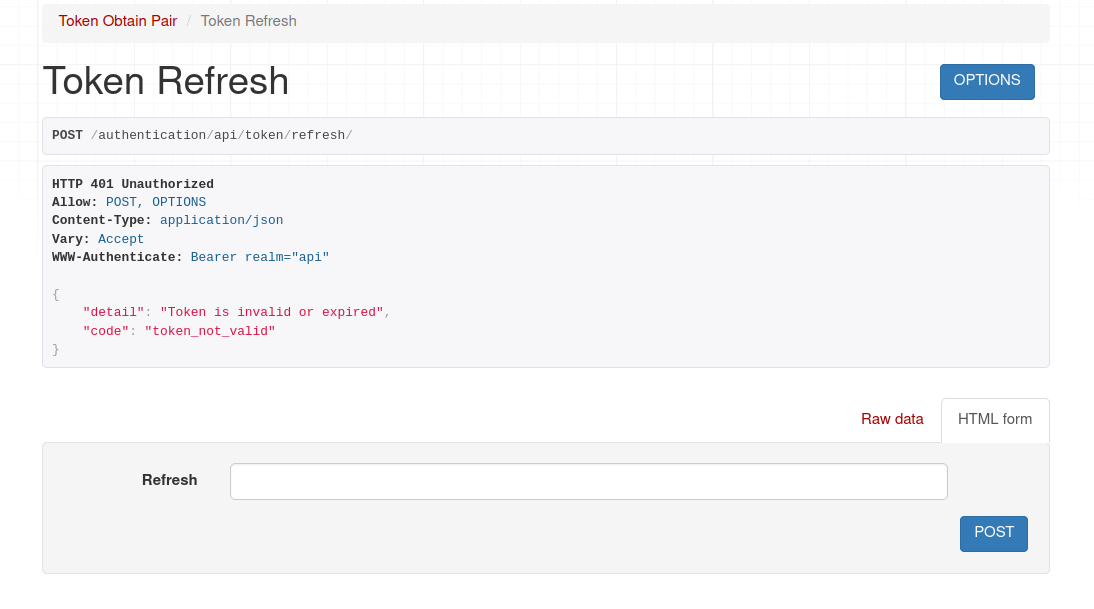 Token Obtain Pair / Token Refresh
Token Refresh
OPTIONS
POST /authentication/api/token/refresh/
HTTP 401 Unauthorized
Allow: POST, OPTIONS
Content-Type: application/json
Vary: Accept
WWW-Authenticate: Bearer realm="api"
{
    "detail": "Token is invalid or expired",
    "code": "token_not_valid"
}
Raw data HTML form
Refresh
POST